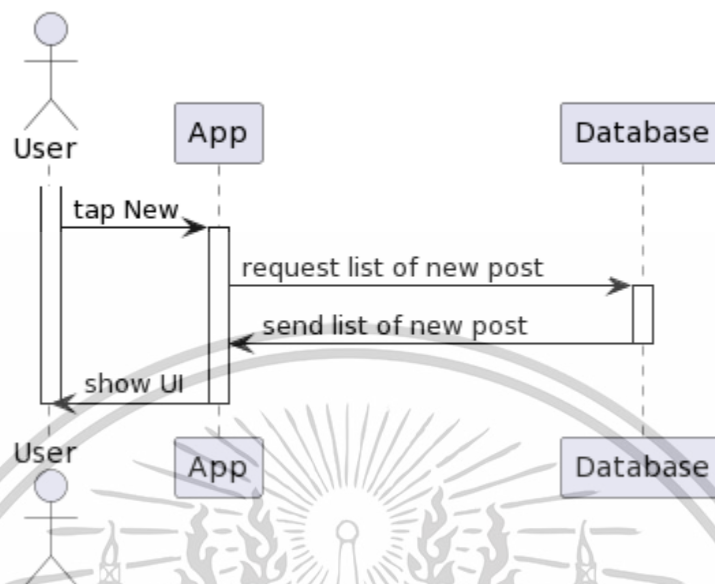 User
App
Database
tap New
request list of new post
send list of new post
show UI
User
App
Database